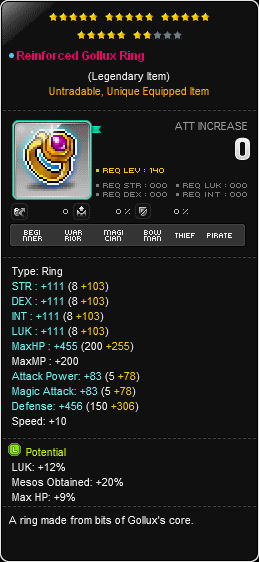 Reinforced Gollux Ring
(Legendary Item)
Untradable, Unique Equipped Item
ATT INCREASE
0
REQ LEV : 140
REQ STR : 000 REQ LUK : 000
REQ DEX : 000 REQ INT : 000
0 0 % 0 %
BEGINNER WARRIOR MAGICIAN BOWMAN THIEF PIRATE
Type: Ring
STR : +111 (8 +103)
DEX : +111 (8 +103)
INT : +111 (8 +103)
LUK : +111 (8 +103)
MaxHP : +455 (200 +255)
MaxMP : +200
Attack Power: +83 (5 +78)
Magic Attack: +83 (5 +78)
Defense: +456 (150 +306)
Speed: +10
L Potential
LUK: +12%
Mesos Obtained: +20%
Max HP: +9%
A ring made from bits of Gollux's core.